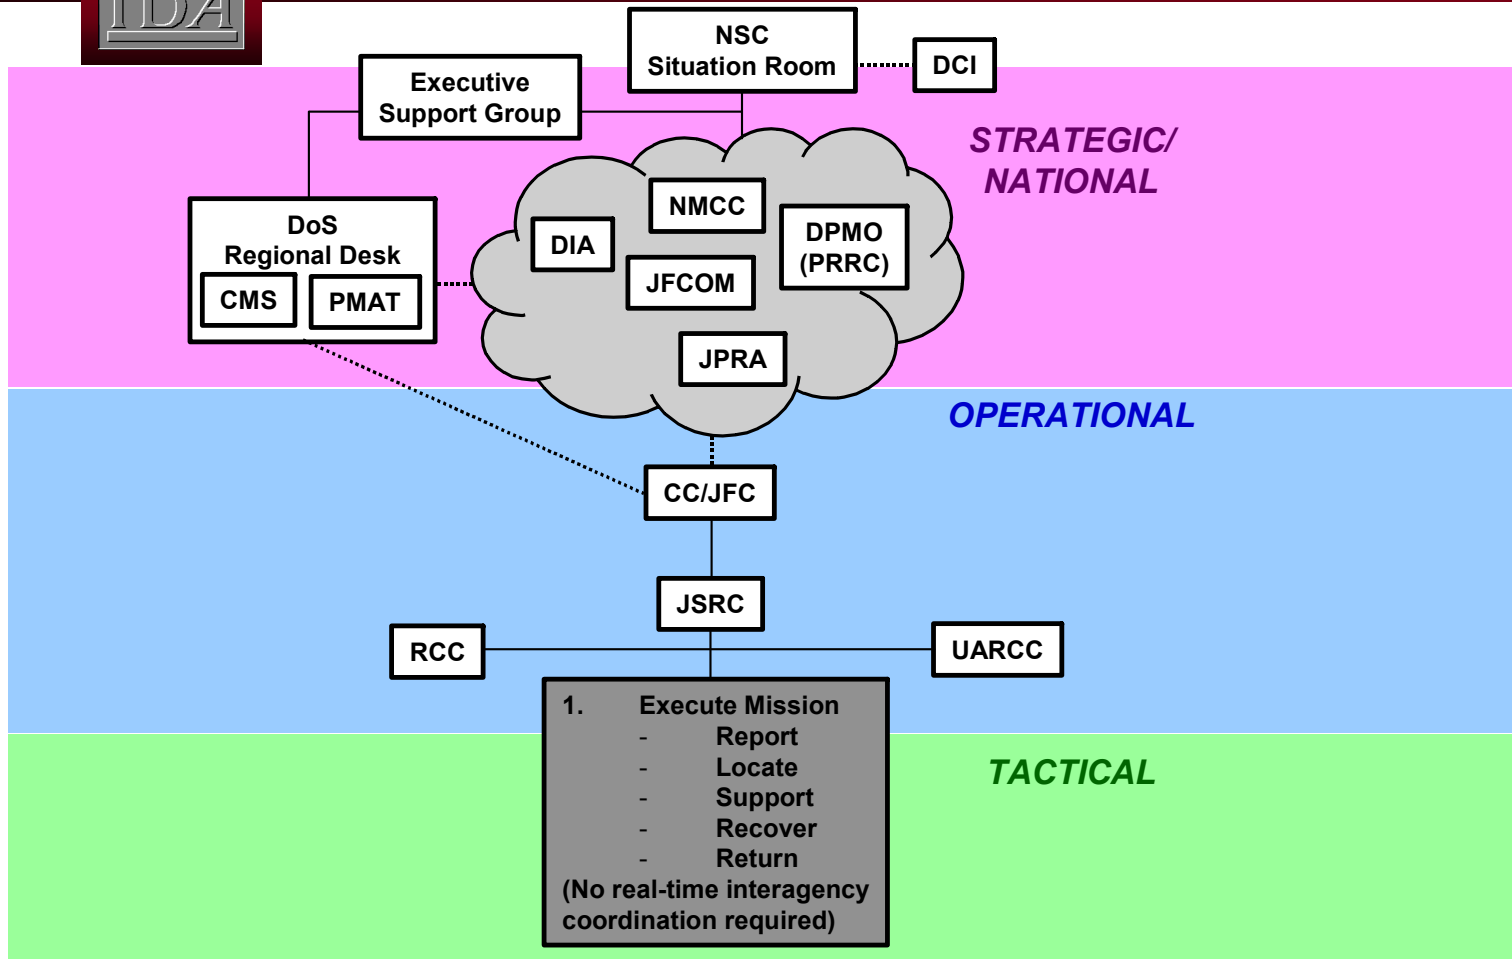 IDA
NSC
Situation Room
DCI
Executive
Support Group
STRATEGIC/
NATIONAL
NMCC
DoS
Regional Desk
CMS
PMAT
DIA
DPMO
(PRRC)
JFCOM
JPRA
OPERATIONAL
CC/JFC
JSRC
RCC
UARCC
1. Execute Mission
- Report
- Locate
- Support
- Recover
- Return
(No real-time interagency
coordination required)
TACTICAL